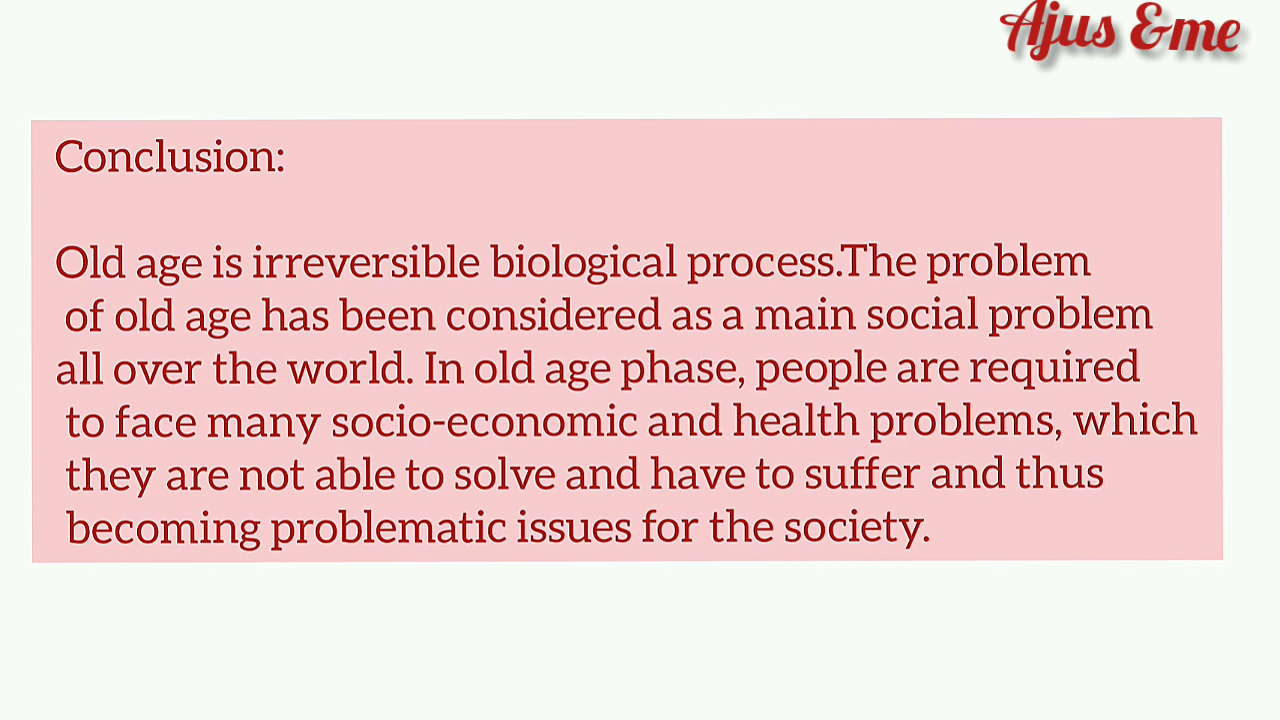 Ajus &me
Conclusion:
Old age is irreversible biological process.The problem
of old age has been considered as a main social problem
all over the world. In old age phase, people are required
to face many socio-economic and health problems, which
they are not able to solve and have to suffer and thus
becoming problematic issues for the society.